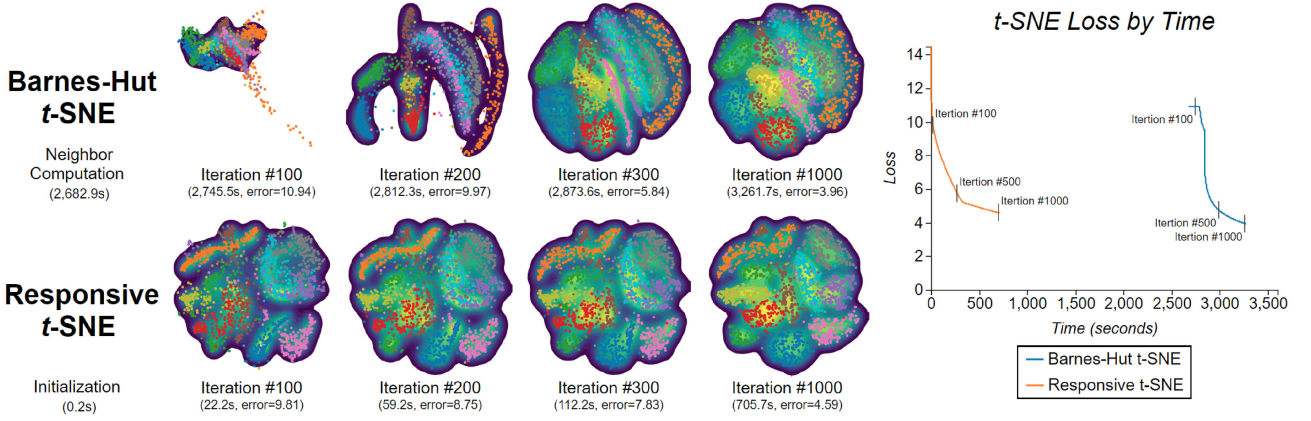 Barnes-Hut
t-SNE
Neighbor
Computation
(2,682.9s)
Iteration #100
(2,745.5s, error=10.94)
Iteration #200
(2,812.3s, error=9.97)
Iteration #300
(2,873.6s, error=5.84)
Iteration #1000
(3,261.7s, error=3.96)
Responsive
t-SNE
Initialization
(0.2s)
Iteration #100
(22.2s, error=9.81)
Iteration #200
(59.2s, error=8.75)
Iteration #300
(112.2s, error=7.83)
Iteration #1000
(705.7s, error=4.59)
t-SNE Loss by Time
Loss
14
12
10
8
6
4
2
0
Itertion #100
Itertion #500
Itertion #1000
Itertion #100
Itertion #500
Itertion #1000
0
500
1,000
1,500
2,000
2,500
3,000
3,500
Time (seconds)
Barnes-Hut t-SNE
Responsive t-SNE